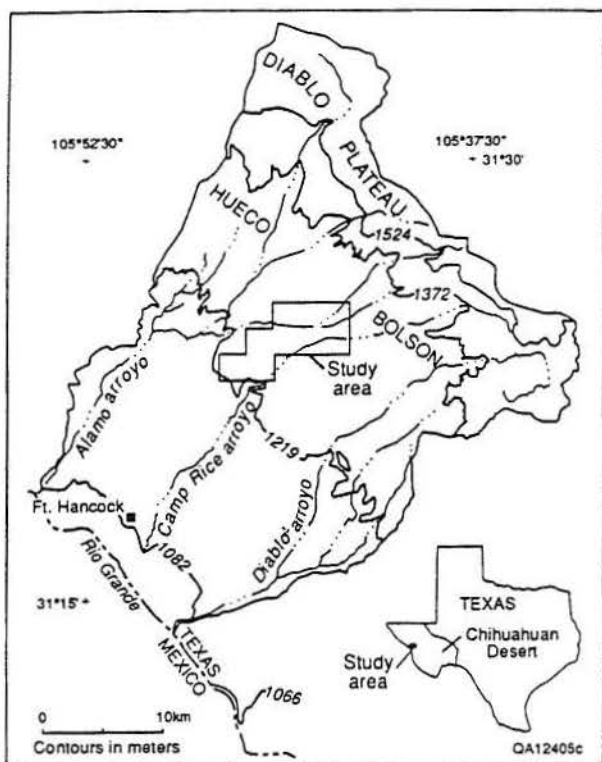 DIABLO
105°52'30"
105°37'30"
31°30'
PLATEAU
HUECO
1524
1372
BOLSON
Study
area
Alamo arroyo
Camp Rice arroyo
1219
Diablo arroyo
Ft. Hancock
1082
Rio Grande
31°15'
TEXAS
MEXICO
1066
TEXAS
Chihuahuan
Desert
Study
area
0 10km
Contours in meters
QA12405c